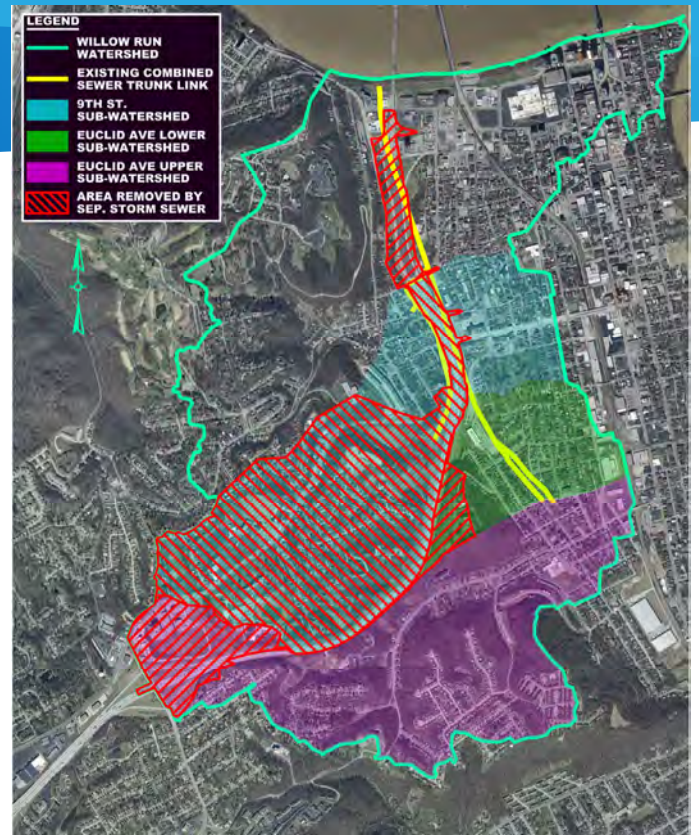 LEGEND
WILLOW RUN
WATERSHED
EXISTING COMBINED
SEWER TRUNK LINK
9TH ST.
SUB-WATERSHED
EUCLID AVE LOWER
SUB-WATERSHED
EUCLID AVE UPPER
SUB-WATERSHED
AREA REMOVED BY
SEP. STORM SEWER